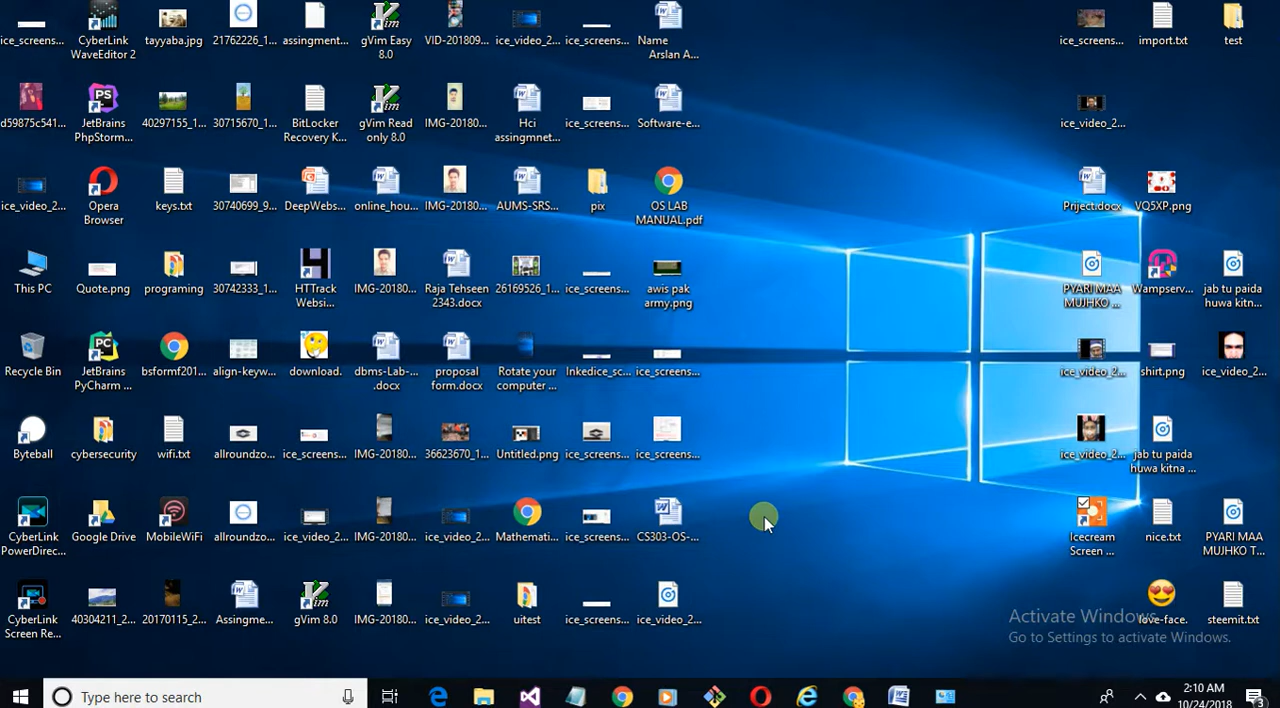 ice_screens...
CyberLink
WaveEditor 2
tayyaba.jpg
21762226_1...
assingment...
gVim Easy
8.0
VID-201809...
ice_video_2...
ice_screens...
Name
Arslan A...
ice_screens...
import.txt
test
d59875c541...
JetBrains
PhpStorm...
40297155_1...
30715670_1...
BitLocker
Recovery K...
gVim Read
only 8.0
IMG-20180...
Hci
assingmnet...
ice_screens...
Software-e...
ice_video_2...
ice_video_2...
Opera
Browser
keys.txt
30740699_9...
DeepWebs...
online_hou...
IMG-20180...
AUMS-SRS...
pix
OS LAB
MANUAL.pdf
Priject.docx
VQ5XP.png
This PC
Quote.png
programing
30742333_1...
HTTrack
Websi...
IMG-20180...
Raja Tehseen
2343.docx
26169526_1...
ice_screens...
awis pak
army.png
PYARI MAA
MUJHKO ...
Wampserv...
jab tu paida
huwa kitn...
Recycle Bin
JetBrains
PyCharm ...
bsformf201...
align-keyw...
download.
dbms-Lab-...
.docx
proposal
form.docx
Rotate your
computer ...
Inkedice_sc...
ice_screens...
ice_video_2...
shirt.png
ice_video_2...
Byteball
cybersecurity
wifi.txt
allroundzo...
ice_screens...
IMG-20180...
36623670_1...
Untitled.png
ice_screens...
ice_screens...
ice_video_2...
jab tu paida
huwa kitna ...
CyberLink
PowerDirec...
Google Drive
MobileWiFi
allroundzo...
ice_video_2...
IMG-20180...
ice_video_2...
Mathemati...
ice_screens...
CS303-OS-...
Icecream
Screen ...
nice.txt
PYARI MAA
MUJHKO T...
CyberLink
Screen Re...
40304211_2...
20170115_2...
Assingme...
gVim 8.0
IMG-20180...
ice_video_2...
uitest
ice_screens...
ice_video_2...
love-face.
steemit.txt
Activate Windows
Go to Settings to activate Windows.
Type here to search
2:10 AM
10/24/2018
3